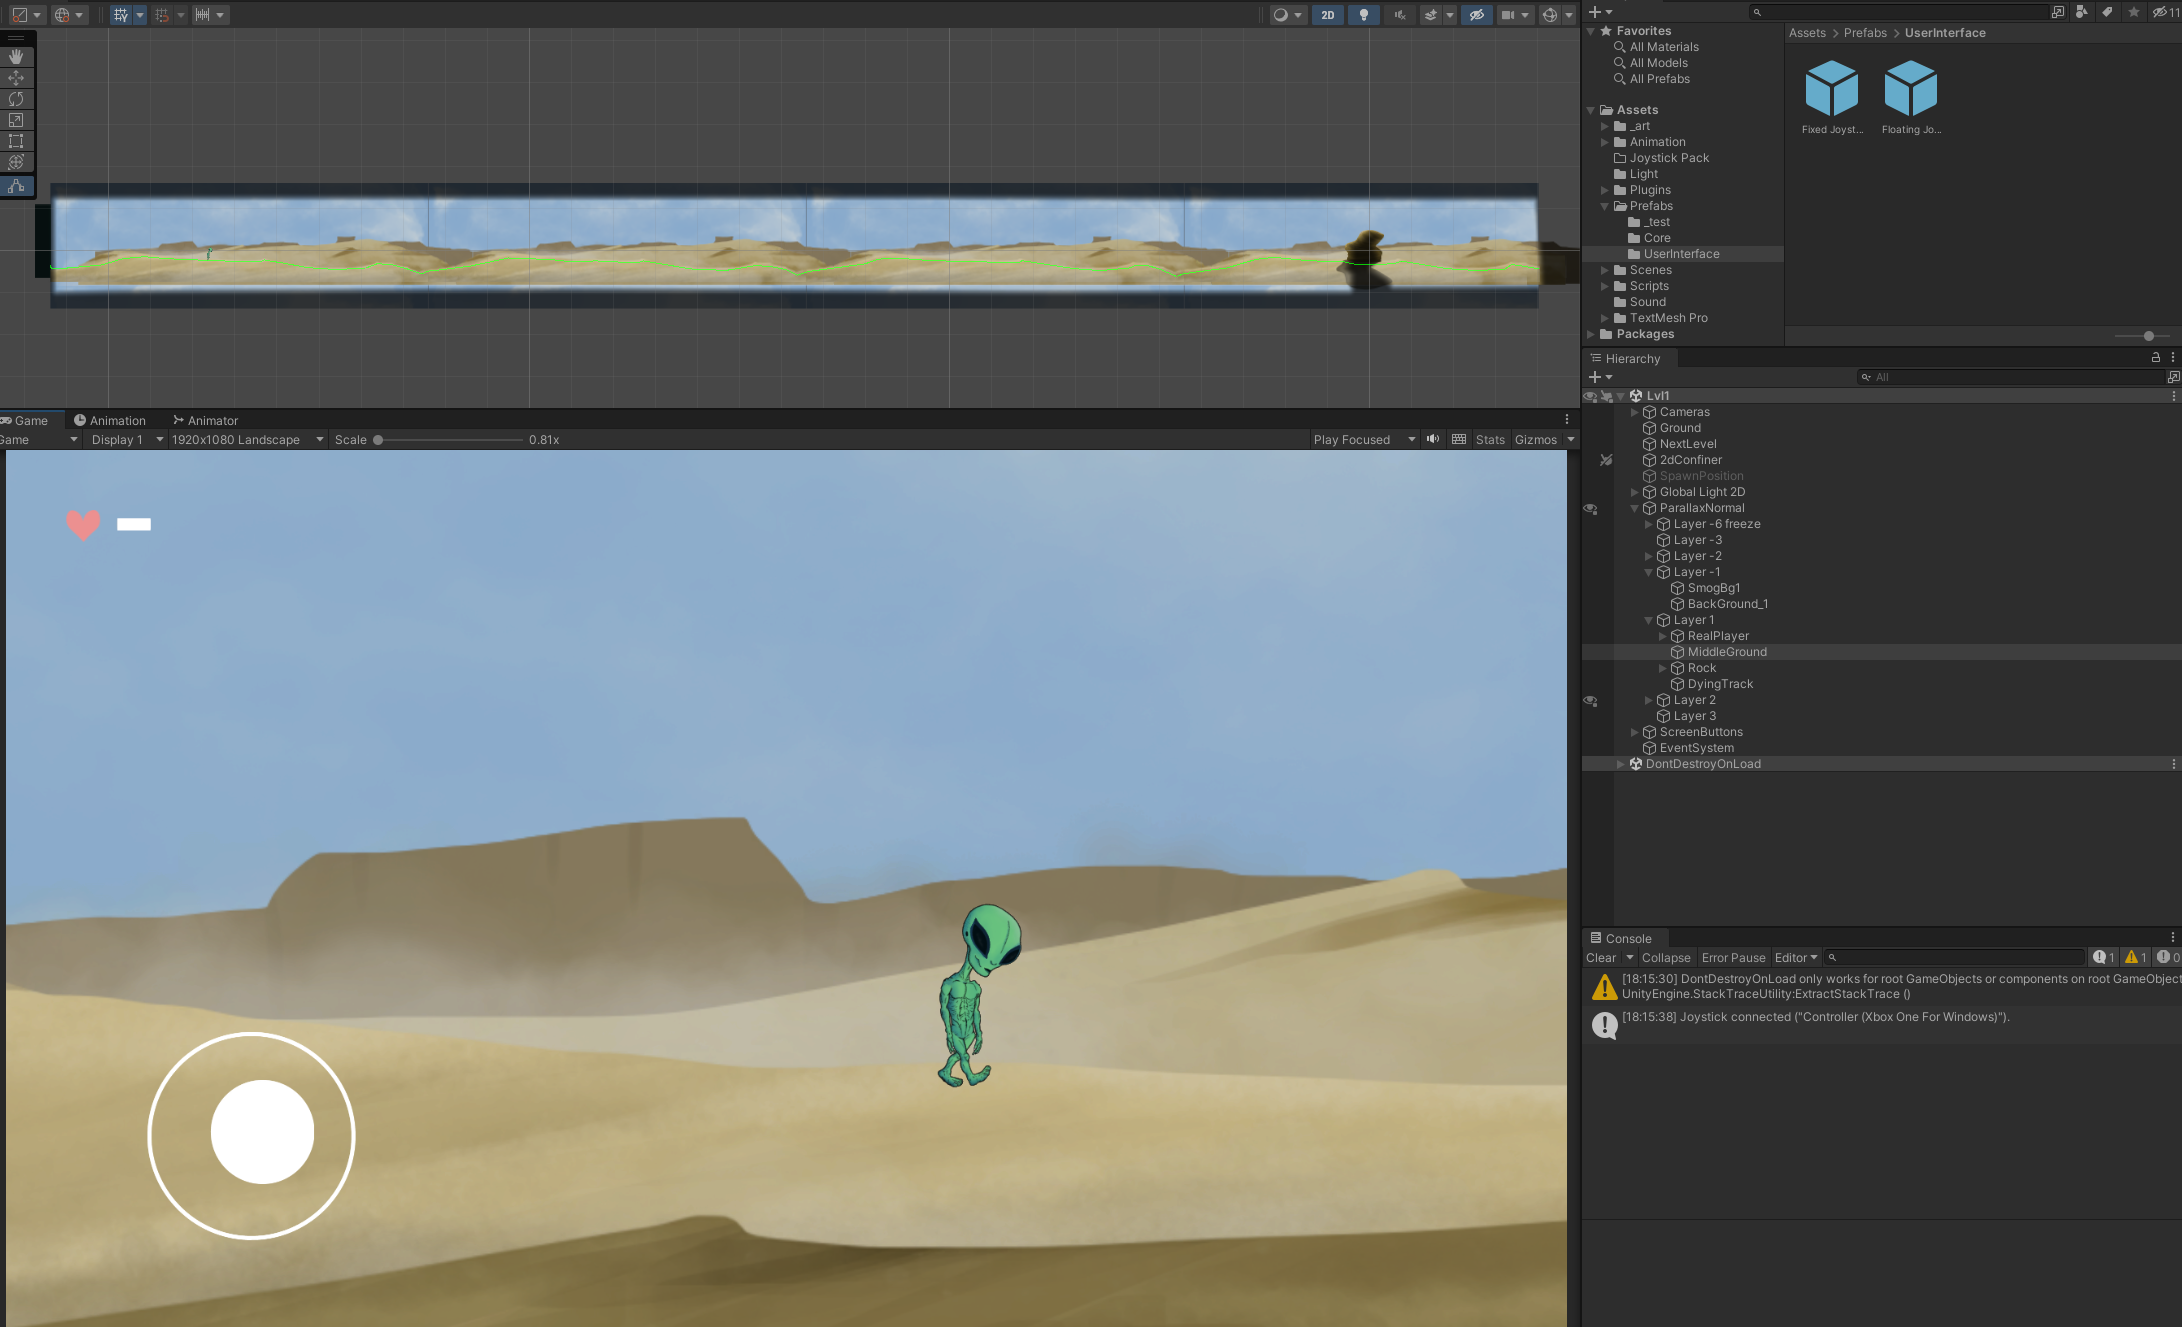 2D
11
Favorites
All Materials
All Models
All Prefabs
Assets
_art
Animation
Joystick Pack
Light
Plugins
Prefabs
_test
Core
UserInterface
Scenes
Scripts
Sound
TextMesh Pro
Packages
Assets > Prefabs > UserInterface
Fixed Joyst...
Floating Jo...
Hierarchy
All
Lvl1
Cameras
Ground
NextLevel
2dConfiner
SpawnPosition
Global Light 2D
ParallaxNormal
Layer -6 freeze
Layer -3
Layer -2
Layer -1
SmogBg1
BackGround_1
Layer 1
RealPlayer
MiddleGround
Rock
DyingTrack
Layer 2
Layer 3
ScreenButtons
EventSystem
DontDestroyOnLoad
Game
Animation
Animator
Game
Display 1
1920x1080 Landscape
Scale
0.81x
Play Focused
Stats
Gizmos
Console
Clear
Collapse
Error Pause
Editor
1
1
0
[18:15:30] DontDestroyOnLoad only works for root GameObjects or components on root GameObject
UnityEngine.StackTraceUtility:ExtractStackTrace ()
[18:15:38] Joystick connected ("Controller (Xbox One For Windows)").